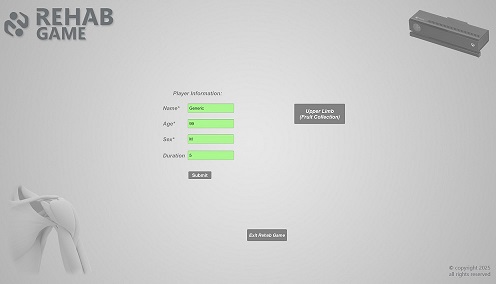 REHAB
GAME
Player Information:
Name*
Generic
Age*
Sex*
M
Duration
5
Submit
Upper Limb
(Fruit Collection)
Exit Rehab Game
© copyright 2021
all rights reserved